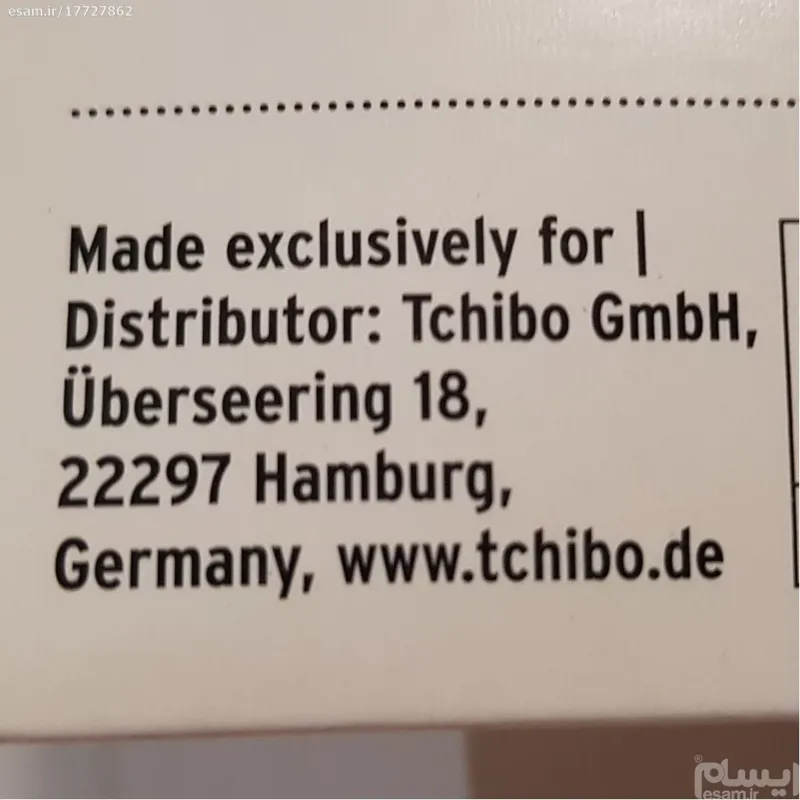 esam.ir/17727862
Made exclusively for |
Distributor: Tchibo GmbH,
Überseering 18,
22297 Hamburg,
Germany, www.tchibo.de
ایسام®
esam.ir